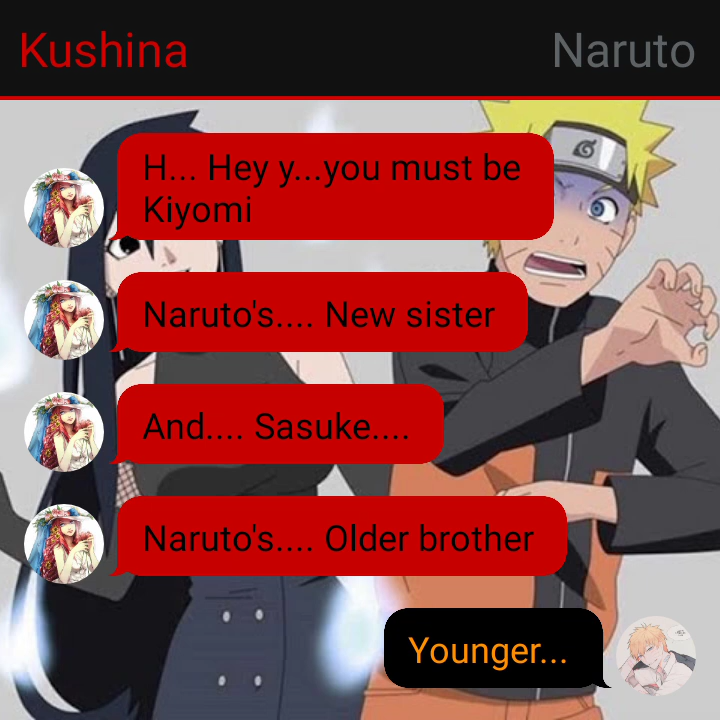 Kushina Naruto
H... Hey y...you must be
Kiyomi
Naruto's.... New sister
And.... Sasuke....
Naruto's.... Older brother
Younger...